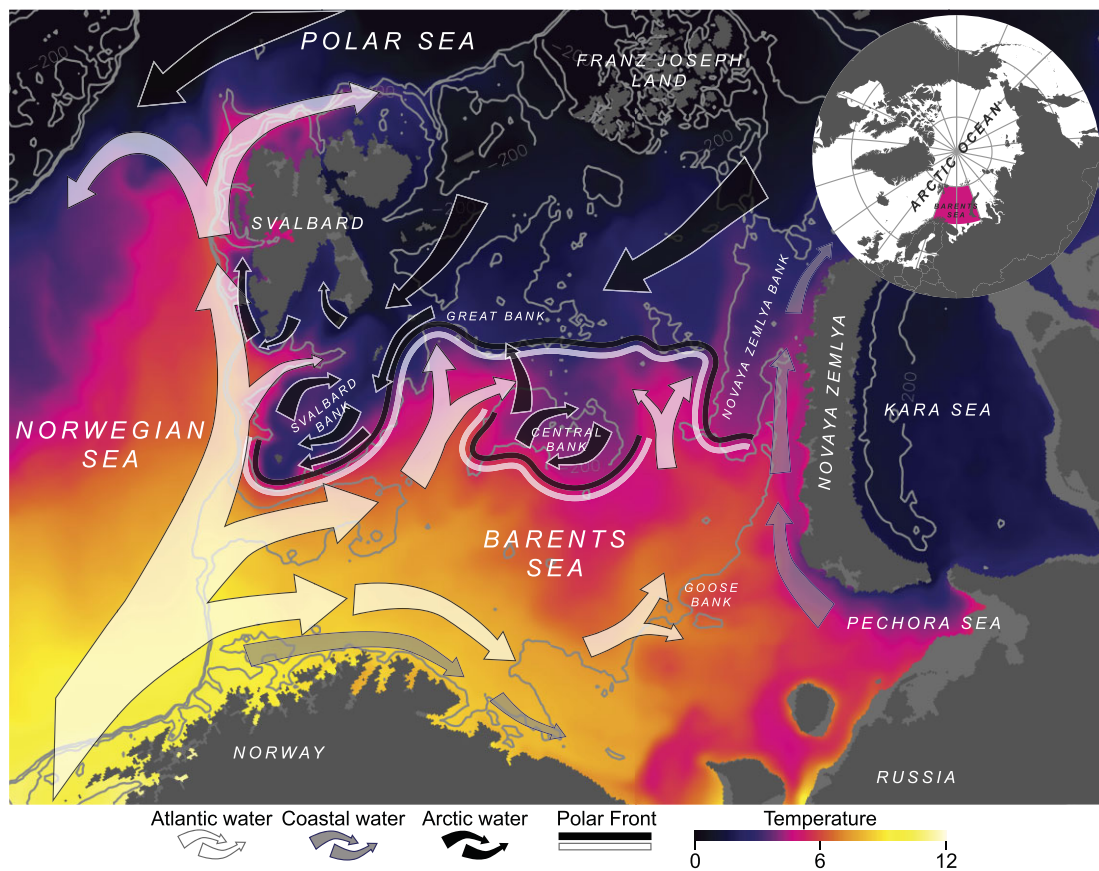 POLAR SEA
FRANZ JOSEPH
LAND
ARCTIC OCEAN
BARENTS
SEA
SVALBARD
GREAT BANK
NOVAYA ZEMLYA BANK
NOVAYA ZEMLYA
KARA SEA
SVALBARD
BANK
CENTRAL
BANK
NORWEGIAN
SEA
BARENTS
SEA
GOOSE
BANK
PECHORA SEA
NORWAY
RUSSIA
-200
-200
-200
-200
200
Atlantic water
Coastal water
Arctic water
Polar Front
Temperature
0
6
12